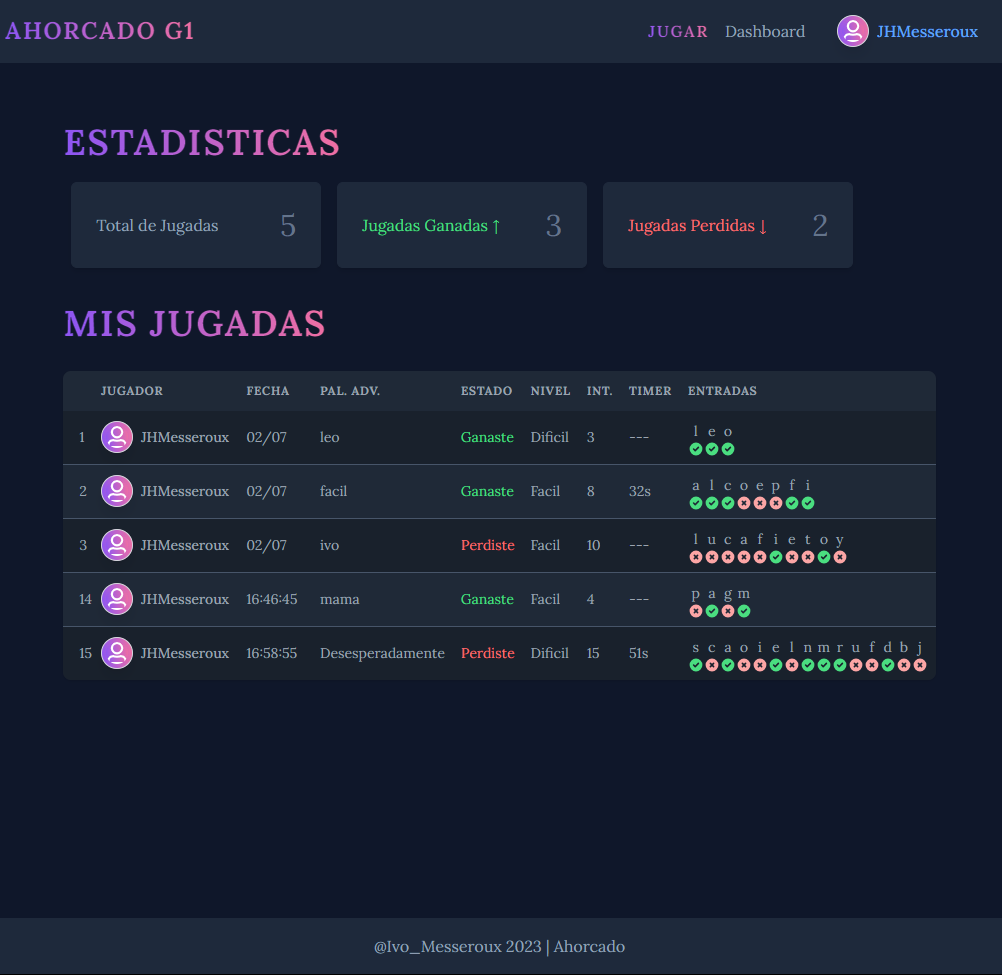 AHORCADO G1 JUGAR Dashboard JHMesseroux
ESTADISTICAS
Total de Jugadas 5 Jugadas Ganadas ↑ 3 Jugadas Perdidas ↓ 2
MIS JUGADAS
JUGADOR FECHA PAL. ADV. ESTADO NIVEL INT. TIMER ENTRADAS
1 JHMesseroux 02/07 leo Ganaste Dificil 3 --- l e o
2 JHMesseroux 02/07 facil Ganaste Facil 8 32s a l c o e p f i
3 JHMesseroux 02/07 ivo Perdiste Facil 10 --- l u c a f i e t o y
14 JHMesseroux 16:46:45 mama Ganaste Facil 4 --- p a g m
15 JHMesseroux 16:58:55 Desesperadamente Perdiste Dificil 15 51s s c a o i e l n m r u f d b j
@Ivo_Messeroux 2023 | Ahorcado